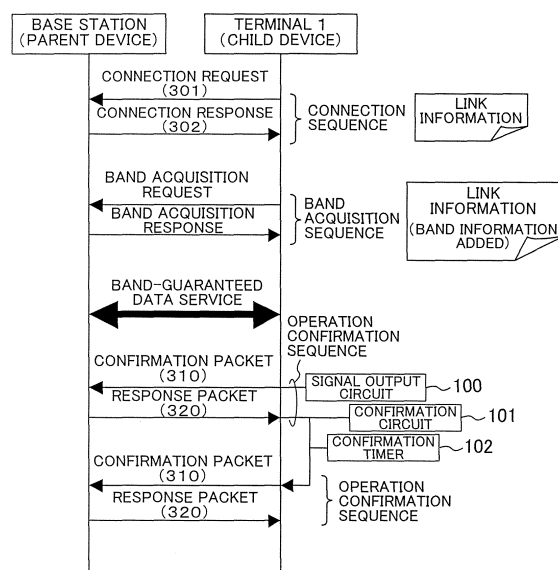 BASE STATION
(PARENT DEVICE)
TERMINAL 1
(CHILD DEVICE)
CONNECTION REQUEST
(301)
CONNECTION RESPONSE
(302)
CONNECTION
SEQUENCE
LINK
INFORMATION
BAND ACQUISITION
REQUEST
BAND ACQUISITION
RESPONSE
BAND
ACQUISITION
SEQUENCE
LINK
INFORMATION
(BAND INFORMATION
ADDED)
BAND-GUARANTEED
DATA SERVICE
OPERATION
CONFIRMATION
SEQUENCE
CONFIRMATION PACKET
(310)
SIGNAL OUTPUT
CIRCUIT
100
RESPONSE PACKET
(320)
CONFIRMATION
CIRCUIT
101
CONFIRMATION
TIMER
102
CONFIRMATION PACKET
(310)
RESPONSE PACKET
(320)
OPERATION
CONFIRMATION
SEQUENCE